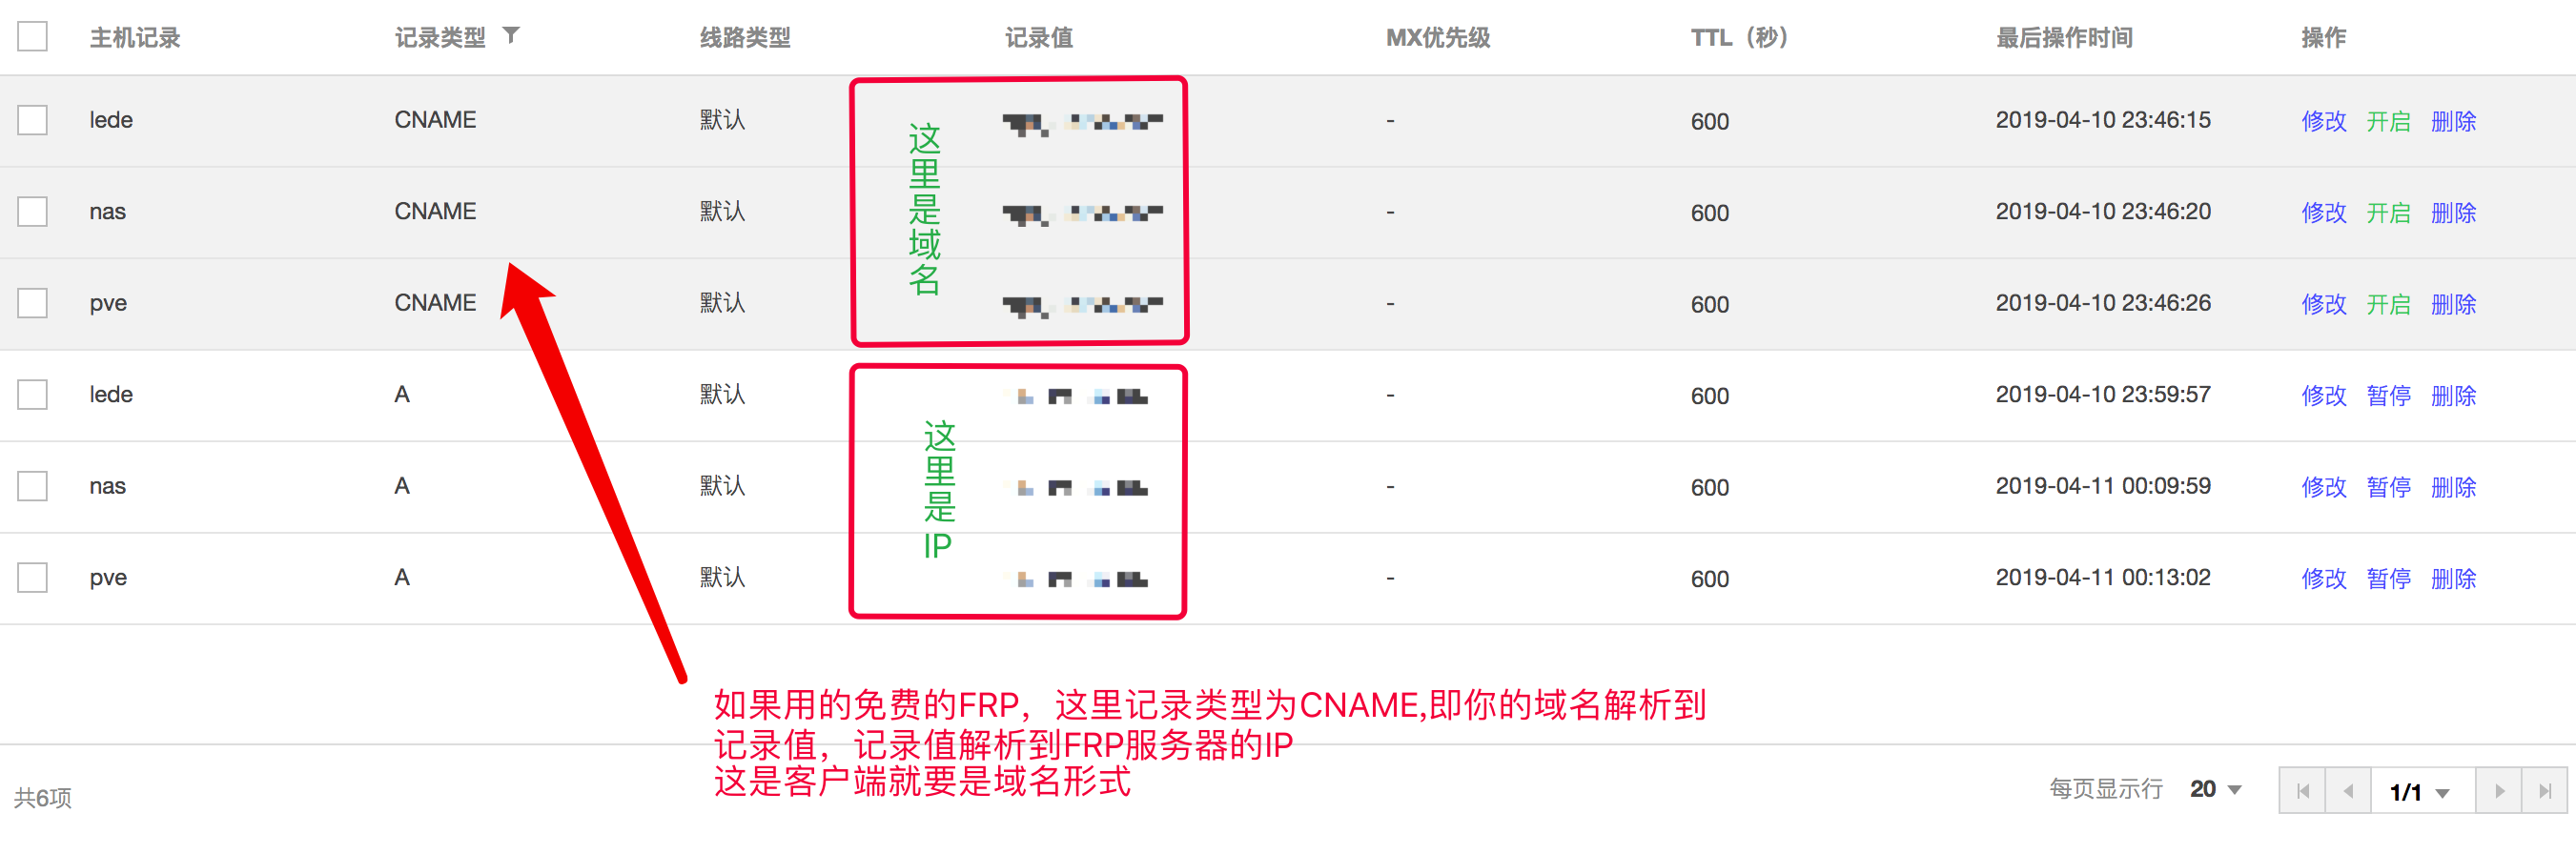 主机记录 记录类型 线路类型 记录值 MX优先级 TTL（秒） 最后操作时间 操作
lede CNAME 默认 - 600 2019-04-10 23:46:15 修改 开启 删除
nas CNAME 默认 - 600 2019-04-10 23:46:20 修改 开启 删除
pve CNAME 默认 - 600 2019-04-10 23:46:26 修改 开启 删除
这里是域名
lede A 默认 - 600 2019-04-10 23:59:57 修改 暂停 删除
nas A 默认 - 600 2019-04-11 00:09:59 修改 暂停 删除
pve A 默认 - 600 2019-04-11 00:13:02 修改 暂停 删除
这里是IP
如果用的免费的FRP，这里记录类型为CNAME,即你的域名解析到
记录值，记录值解析到FRP服务器的IP
这是客户端就要是域名形式
共6项 每页显示行 20 1/1